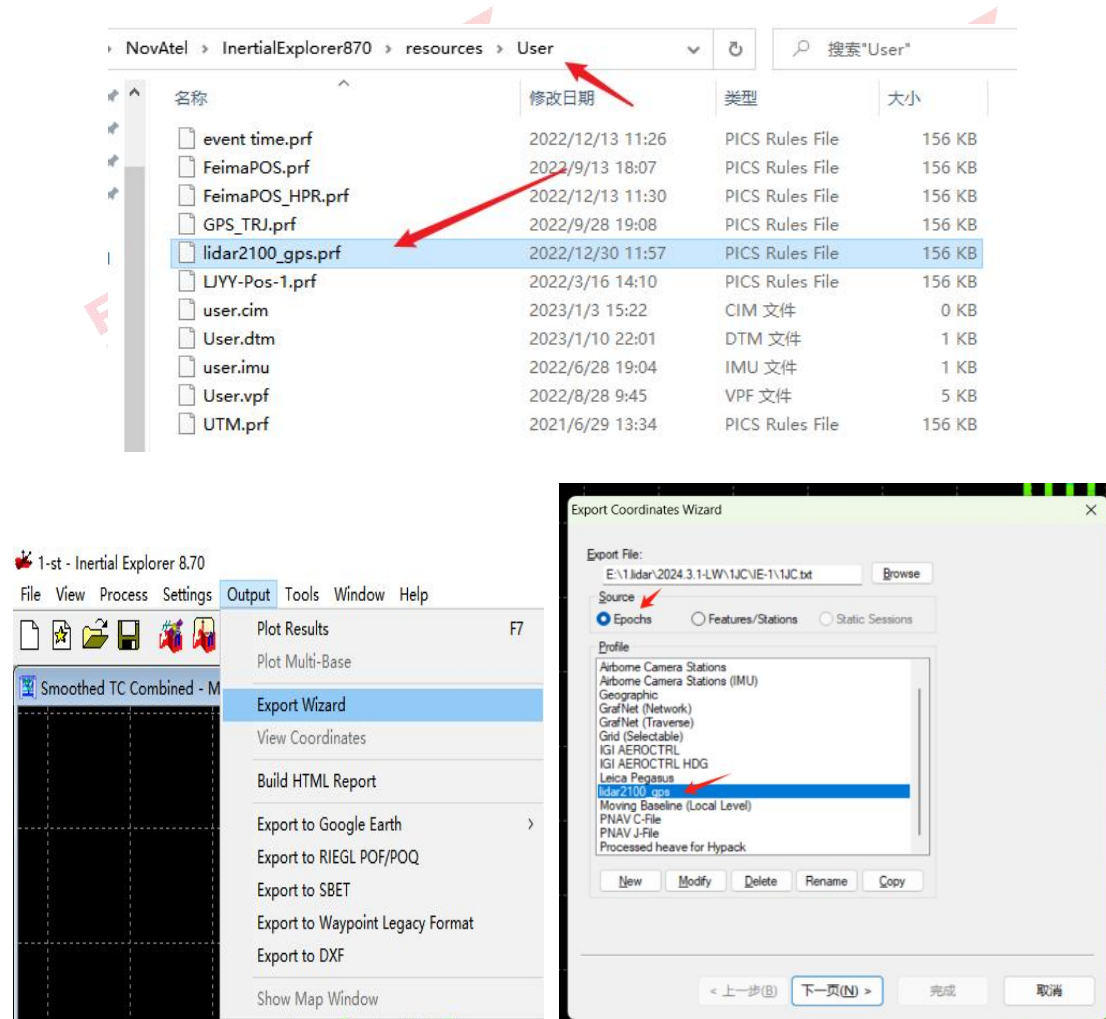 NovAtel > InertialExplorer870 > resources > User
搜索"User"
名称 修改日期 类型 大小
event time.prf 2022/12/13 11:26 PICS Rules File 156 KB
FeimaPOS.prf 2022/9/13 18:07 PICS Rules File 156 KB
FeimaPOS_HPR.prf 2022/12/13 11:30 PICS Rules File 156 KB
GPS_TRJ.prf 2022/9/28 19:08 PICS Rules File 156 KB
lidar2100_gps.prf 2022/12/30 11:57 PICS Rules File 156 KB
LJYY-Pos-1.prf 2022/3/16 14:10 PICS Rules File 156 KB
user.cim 2023/1/3 15:22 CIM 文件 0 KB
User.dtm 2023/1/10 22:01 DTM 文件 1 KB
user.imu 2022/6/28 19:04 IMU 文件 1 KB
User.vpf 2022/8/28 9:45 VPF 文件 5 KB
UTM.prf 2021/6/29 13:34 PICS Rules File 156 KB
1-st - Inertial Explorer 8.70
File View Process Settings Output Tools Window Help
Plot Results F7
Plot Multi-Base
Smoothed TC Combined - M
Export Wizard
View Coordinates
Build HTML Report
Export to Google Earth >
Export to RIEGL POF/POQ
Export to SBET
Export to Waypoint Legacy Format
Export to DXF
Show Map Window
Export Coordinates Wizard
Export File:
E:\1.lidar\2024.3.1-LW\1JC\IE-1\1JC.txt Browse
Source
Epochs Features/Stations Static Sessions
Profile
Airborne Camera Stations
Airborne Camera Stations (IMU)
Geographic
GrafNet (Network)
GrafNet (Traverse)
Grid (Selectable)
IGI AEROCTRL
IGI AEROCTRL HDG
Leica Pegasus
lidar2100_gps
Moving Baseline (Local Level)
PNAV C-File
PNAV J-File
Processed heave for Hypack
New Modify Delete Rename Copy
< 上一步(B) 下一页(N) > 完成 取消